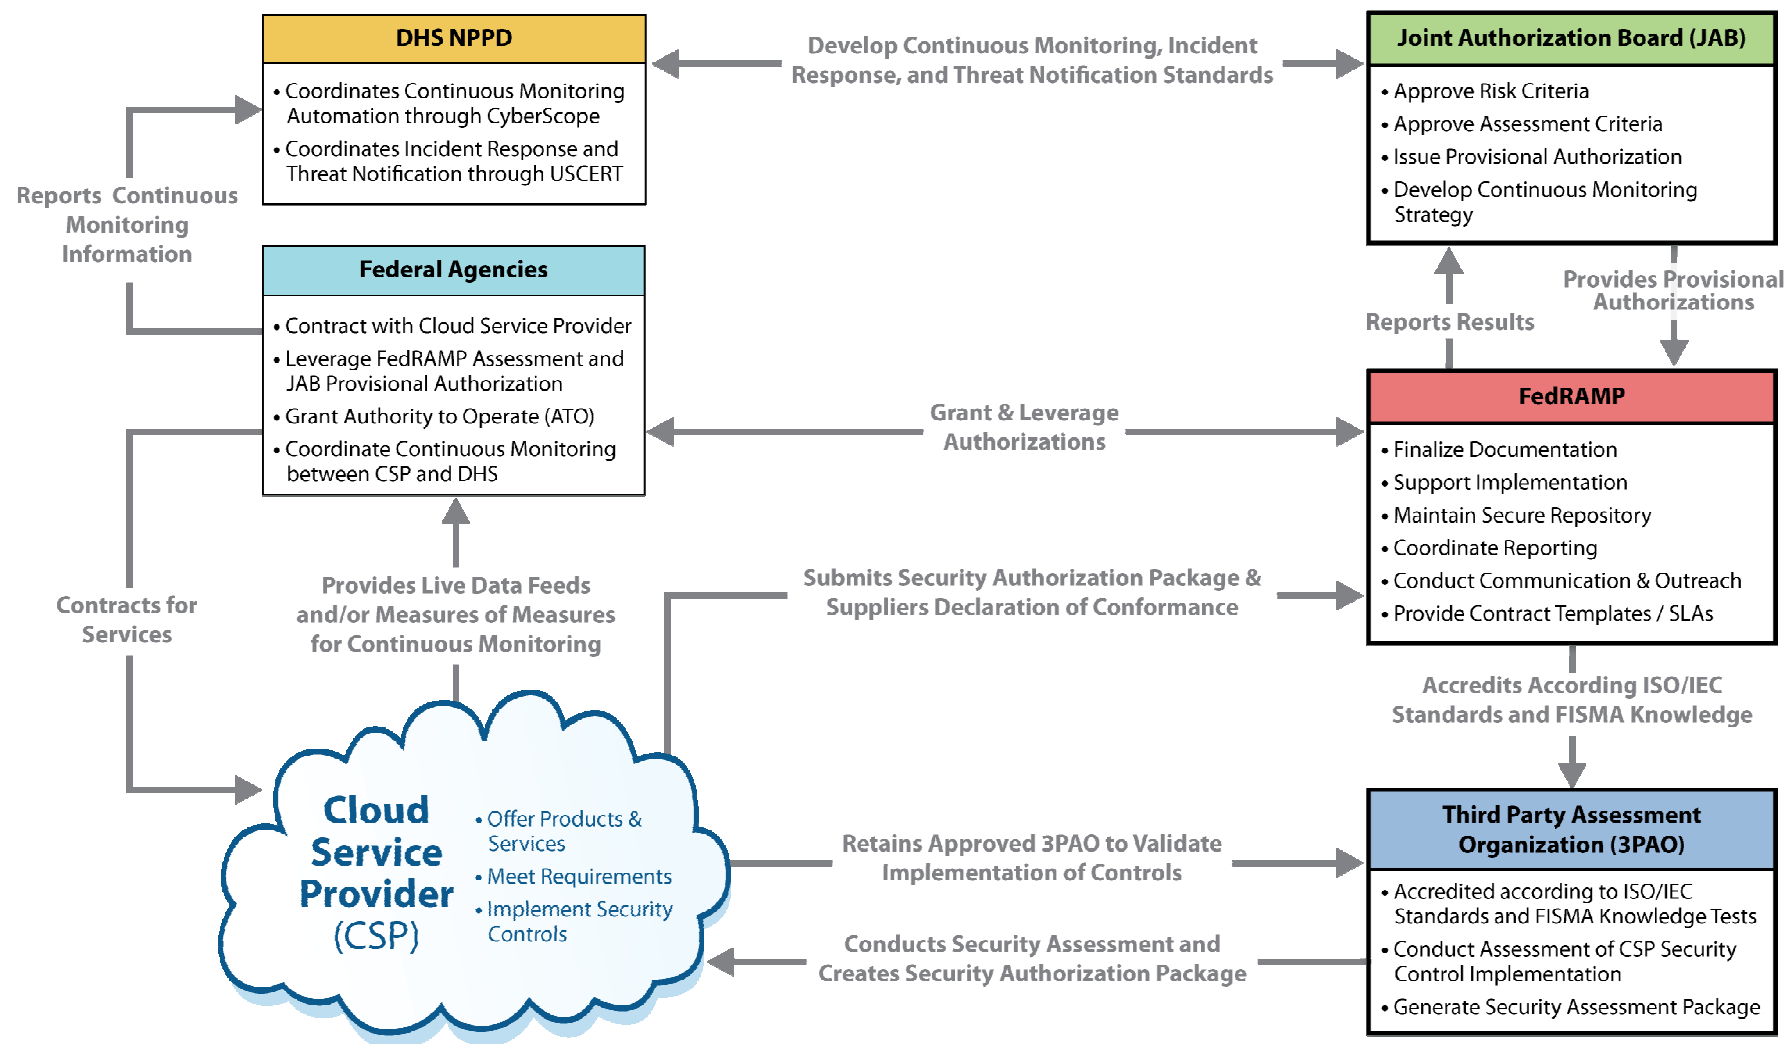 DHS NPPD
• Coordinates Continuous Monitoring
Automation through CyberScope
• Coordinates Incident Response and
Threat Notification through USCERT
Develop Continuous Monitoring, Incident
Response, and Threat Notification Standards
Joint Authorization Board (JAB)
• Approve Risk Criteria
• Approve Assessment Criteria
• Issue Provisional Authorization
• Develop Continuous Monitoring
Strategy
Reports Continuous
Monitoring
Information
Federal Agencies
• Contract with Cloud Service Provider
• Leverage FedRAMP Assessment and
JAB Provisional Authorization
• Grant Authority to Operate (ATO)
• Coordinate Continuous Monitoring
between CSP and DHS
Provides Provisional
Authorizations
Reports Results
Grant & Leverage
Authorizations
FedRAMP
• Finalize Documentation
• Support Implementation
• Maintain Secure Repository
• Coordinate Reporting
• Conduct Communication & Outreach
• Provide Contract Templates / SLAs
Contracts for
Services
Provides Live Data Feeds
and/or Measures of Measures
for Continuous Monitoring
Submits Security Authorization Package &
Suppliers Declaration of Conformance
Accredits According ISO/IEC
Standards and FISMA Knowledge
Cloud
Service
Provider
(CSP)
• Offer Products &
Services
• Meet Requirements
• Implement Security
Controls
Retains Approved 3PAO to Validate
Implementation of Controls
Conducts Security Assessment and
Creates Security Authorization Package
Third Party Assessment
Organization (3PAO)
• Accredited according to ISO/IEC
Standards and FISMA Knowledge Tests
• Conduct Assessment of CSP Security
Control Implementation
• Generate Security Assessment Package